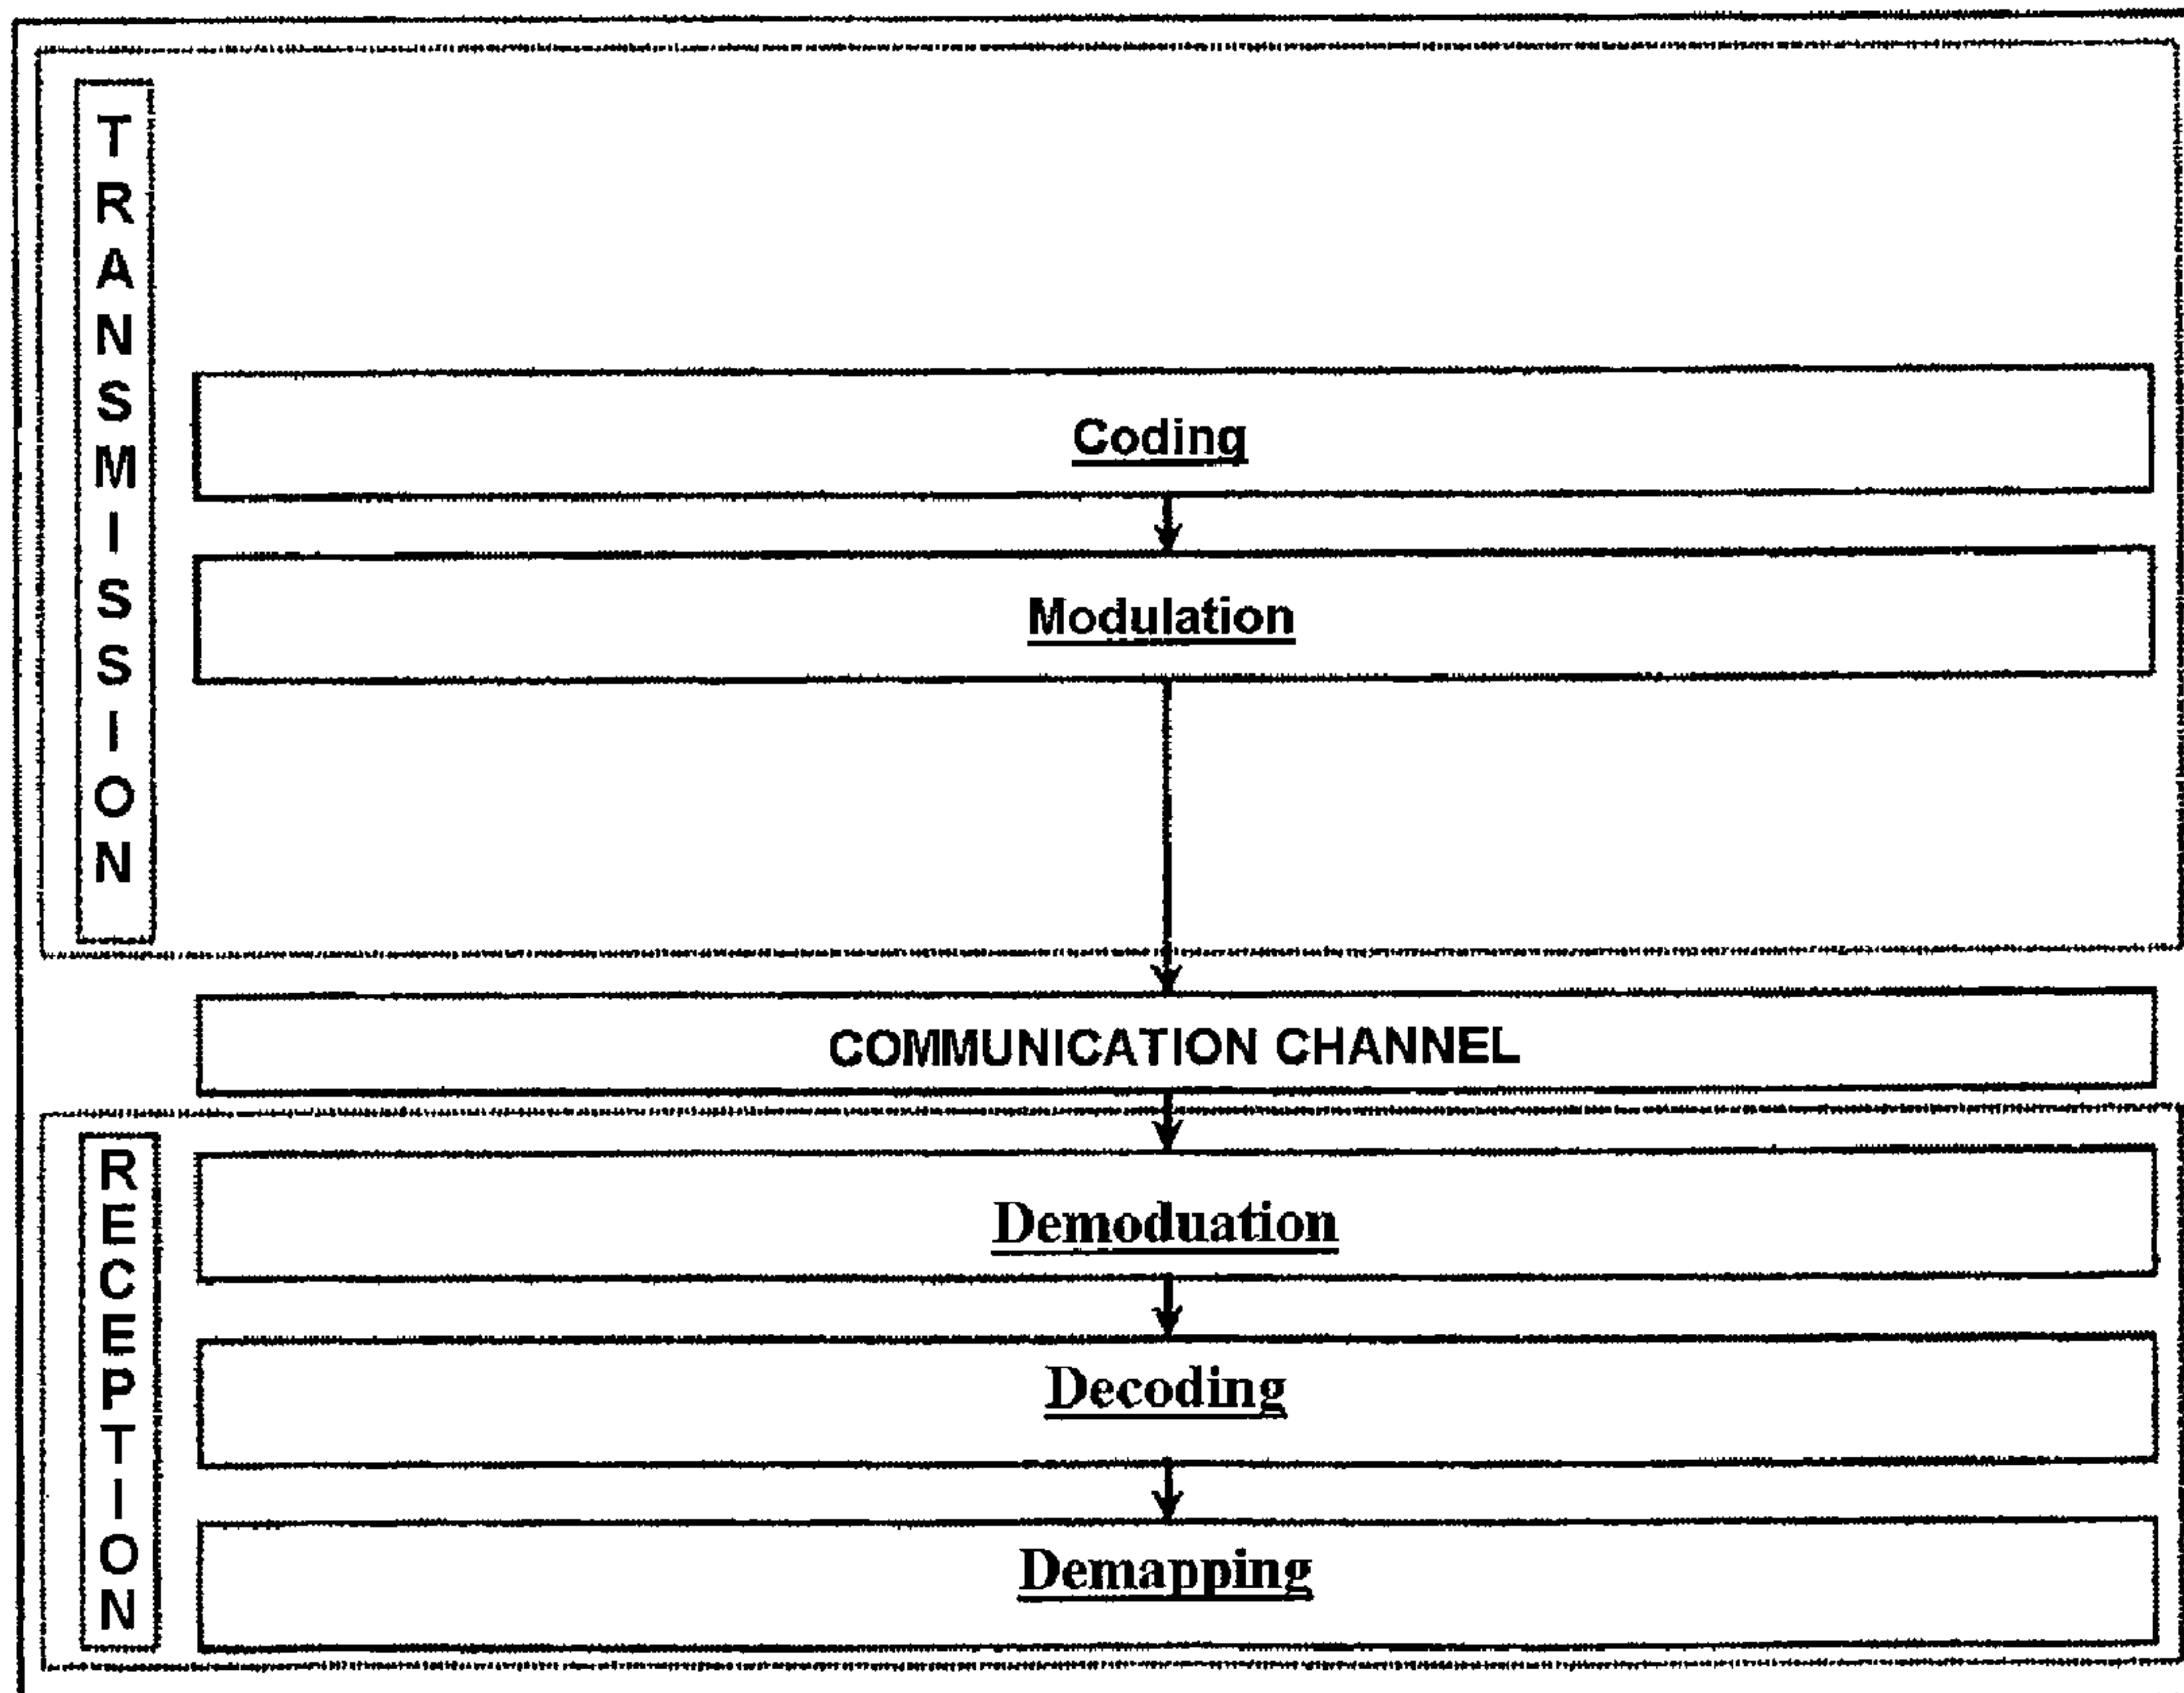 TRANSMISSION
Coding
Modulation
COMMUNICATION CHANNEL
RECEPTION
Demoduation
Decoding
Demapping